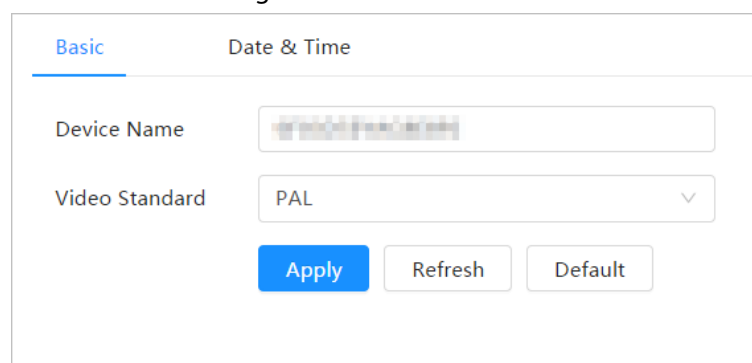 Basic Date & Time
Device Name
Video Standard PAL
Apply Refresh Default